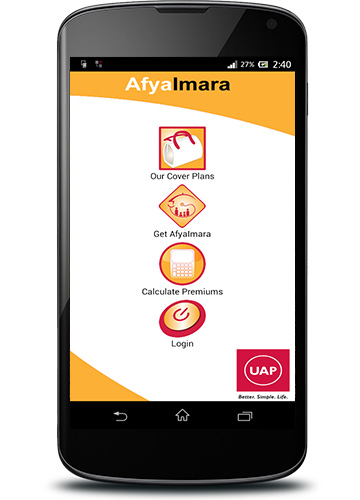 27% 2:40
AfyaImara
Our Cover Plans
Get AfyaImara
Calculate Premiums
Login
UAP
Better. Simple. Life.